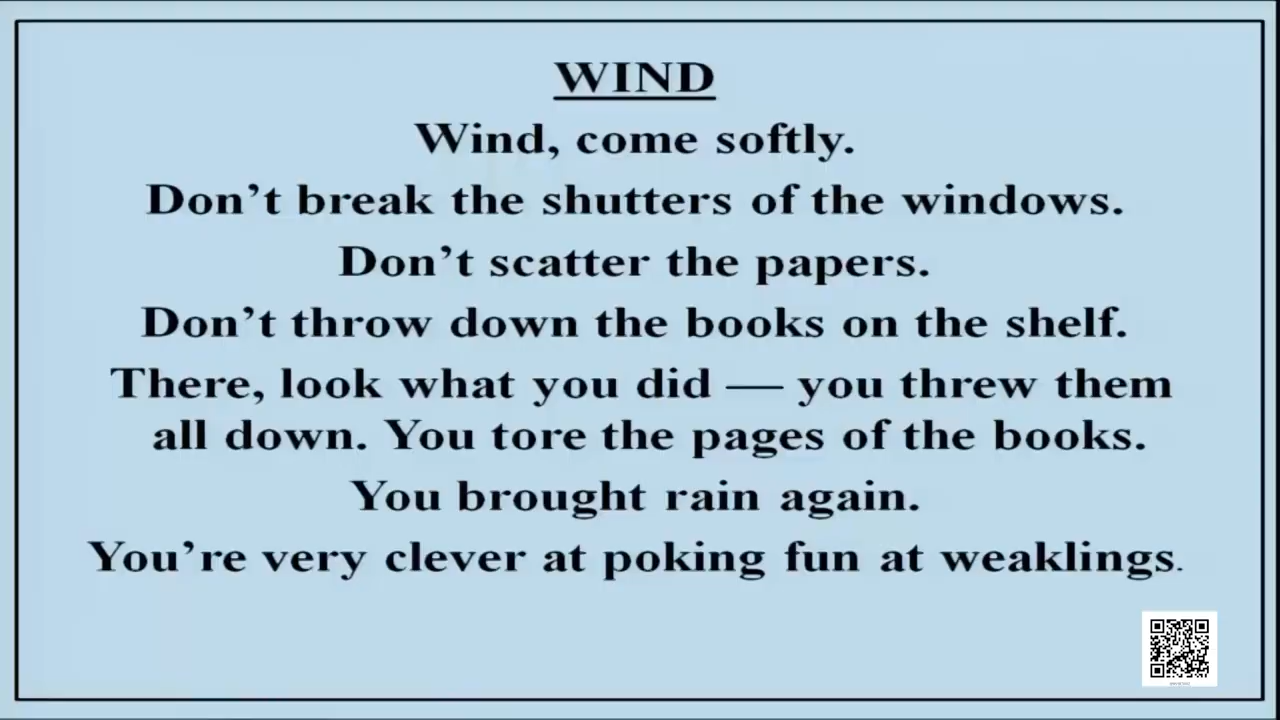 WIND
Wind, come softly.
Don’t break the shutters of the windows.
Don’t scatter the papers.
Don’t throw down the books on the shelf.
There, look what you did — you threw them
all down. You tore the pages of the books.
You brought rain again.
You’re very clever at poking fun at weaklings.